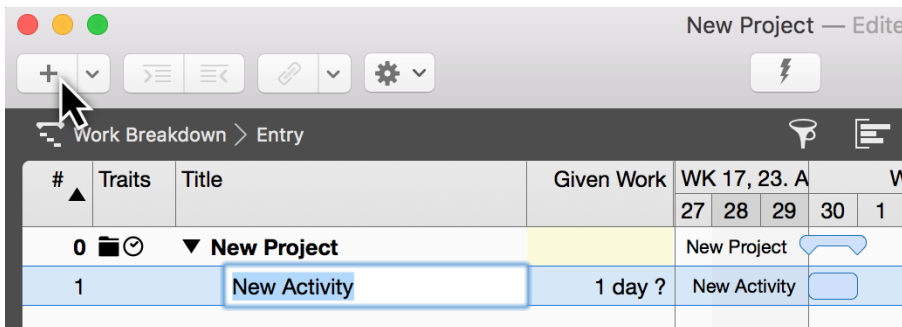 New Project — Edite
Work Breakdown > Entry
# Traits Title Given Work WK 17, 23. A W
27 28 29 30 1
0 New Project New Project
1 New Activity 1 day ? New Activity